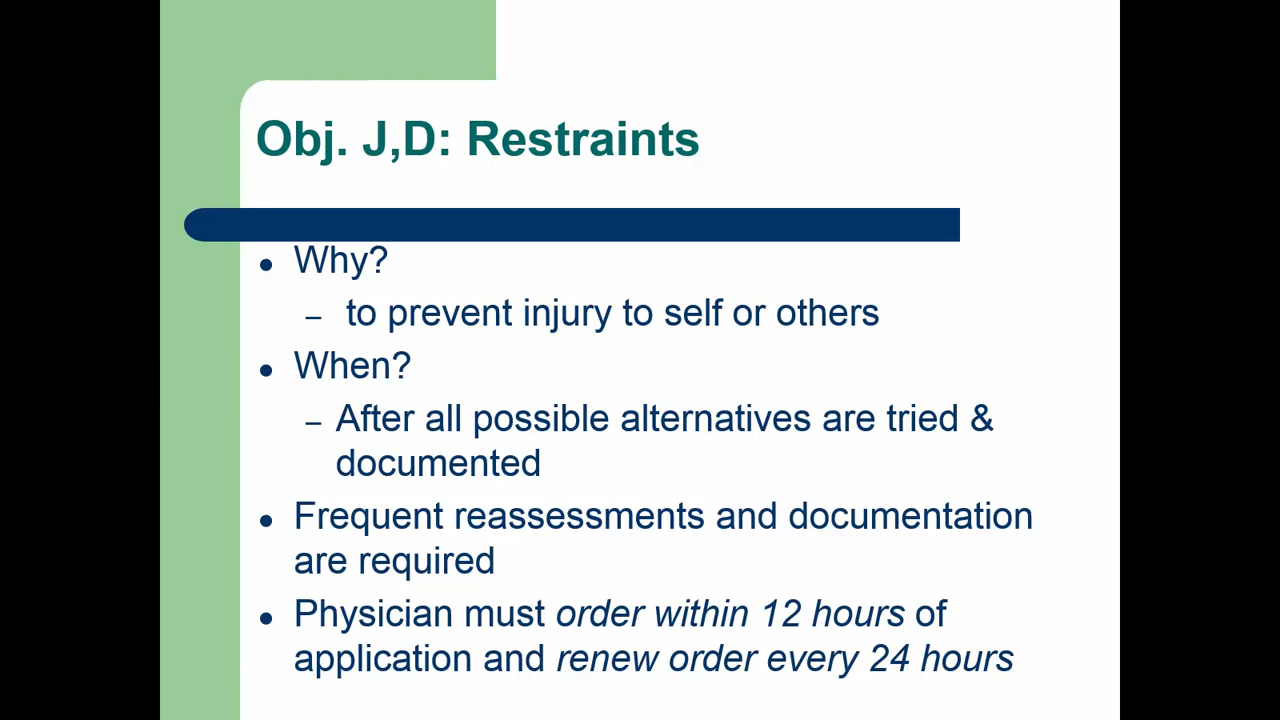 Obj. J,D: Restraints
• Why?
– to prevent injury to self or others
• When?
– After all possible alternatives are tried &
documented
• Frequent reassessments and documentation
are required
• Physician must order within 12 hours of
application and renew order every 24 hours